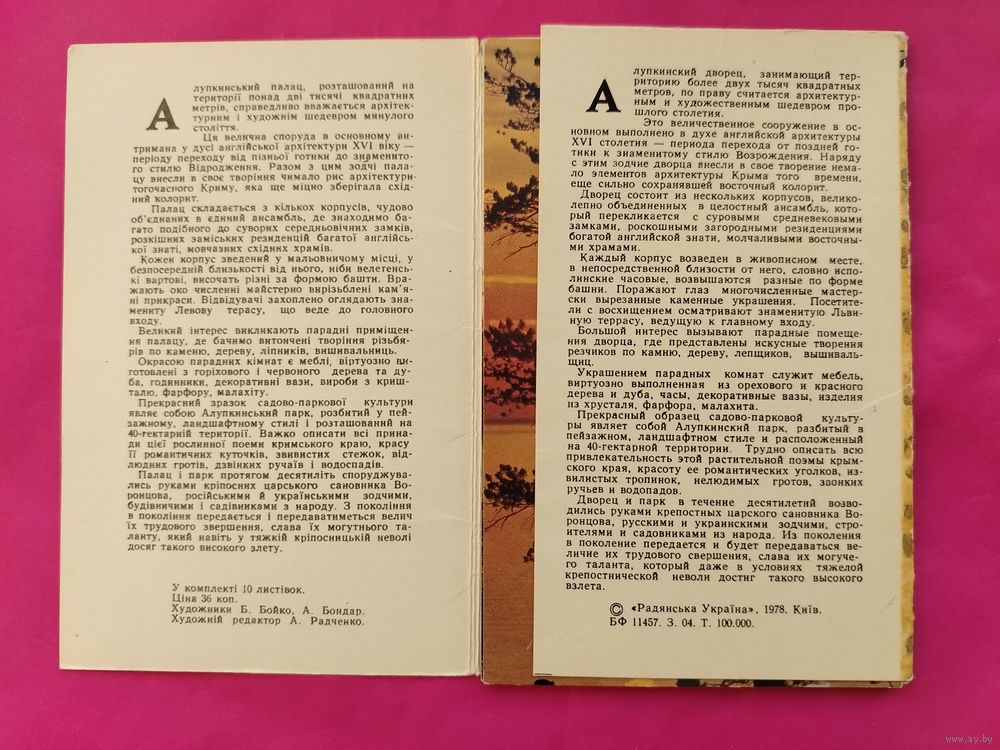 Алупкинський палац, розташований на
території понад дві тисячі квадратних
метрів, справедливо вважається архітек-
турним і художнім шедевром минулого
століття.
Ця велична споруда в основному ви-
тримана у дусі англійської архітектури XVI віку —
періоду переходу від пізньої готики до знаменито-
го стилю Відродження. Разом з цим зодчі пала-
цу внесли в своє творіння чимало рис архітектури
тогочасного Криму, яка ще міцно зберігала схід-
ний колорит.
Палац складається з кількох корпусів, чудово
об'єднаних в єдиний ансамбль, де знаходимо ба-
гато подібного до суворих середньовічних замків,
розкішних заміських резиденцій багатої англійсь-
кої знаті, мовчазних східних храмів.
Кожен корпус зведений у мальовничому місці, у
безпосередній близькості від нього, ніби велетенсь-
кі вартові, височать різні за формою башти. Вра-
жають око численні майстерно вирізьблені кам'я-
ні прикраси. Відвідувачі захоплено оглядають зна-
мениту Левову терасу, що веде до головного
входу.
Великий інтерес викликають парадні приміщен-
ня палацу, де бачимо витончені творіння різьбя-
рів по каменю, дереву, ліпників, вишивальниць.
Окрасою парадних кімнат є меблі, віртуозно ви-
готовлені з горіхового і червоного дерева та ду-
ба, годинники, декоративні вази, вироби з криш-
талю, фарфору, малахіту.
Прекрасний зразок садово-паркової культури
являє собою Алупкинський парк, розбитий у пей-
зажному, ландшафтному стилі і розташований на
40-гектарній території. Важко описати всі прина-
ди цієї рослинної поеми кримського краю, красу
її романтичних куточків, звивистих стежок, від-
людних гротів, дзвінких ручаїв і водоспадів.
Палац і парк протягом десятиліть споруджува-
лись руками кріпосних царського сановника Во-
ронцова, російськими й українськими зодчими,
будівничими і садівниками з народу. З покоління
в покоління передається і передаватиметься велич
їх трудового звершення, слава їх могутнього та-
ланту, який навіть у тяжкій кріпосницькій неволі
досяг такого високого злету.
У комплекті 10 листівок.
Ціна 36 коп.
Художники Б. Бойко, А. Бондар.
Художній редактор А. Радченко.
Алупкинский дворец, занимающий тер-
риторию более двух тысяч квадратных
метров, по праву считается архитектур-
ным и художественным шедевром про-
шлого столетия.
Это величественное сооружение в ос-
новном выполнено в духе английской архитектуры
XVI столетия — периода перехода от поздней го-
тики к знаменитому стилю Возрождения. Наряду
с этим зодчие дворца внесли в свое творение нема-
ло элементов архитектуры Крыма того времени,
еще сильно сохранявшей восточный колорит.
Дворец состоит из нескольких корпусов, велико-
лепно объединенных в целостный ансамбль, кото-
рый перекликается с суровыми средневековыми
замками, роскошными загородными резиденциями
богатой английской знати, молчаливыми восточны-
ми храмами.
Каждый корпус возведен в живописном месте,
в непосредственной близости от него, словно испо-
линские часовые, возвышаются разные по форме
башни. Поражают глаз многочисленные мастер-
ски вырезанные каменные украшения. Посетите-
ли с восхищением осматривают знаменитую Льви-
ную террасу, ведущую к главному входу.
Большой интерес вызывают парадные помеще-
ния дворца, где представлены искусные творения
резчиков по камню, дереву, лепщиков, вышиваль-
щиц.
Украшением парадных комнат служит мебель,
виртуозно выполненная из орехового и красного
дерева и дуба, часы, декоративные вазы, изделия
из хрусталя, фарфора, малахита.
Прекрасный образец садово-парковой культу-
ры являет собой Алупкинский парк, разбитый в
пейзажном, ландшафтном стиле и расположенный
на 40-гектарной территории. Трудно описать всю
привлекательность этой растительной поэмы крым-
ского края, красоту ее романтических уголков, из-
вилистых тропинок, нелюдимых гротов, звонких
ручьев и водопадов.
Дворец и парк в течение десятилетий возво-
дились руками крепостных царского сановника Во-
ронцова, русскими и украинскими зодчими, стро-
ителями и садовниками из народа. Из поколения
в поколение передается и будет передаваться ве-
личие их трудового свершения, слава их могуче-
го таланта, который даже в условиях тяжелой
крепостнической неволи достиг такого высокого
взлета.
© «Радянська Україна», 1978. Київ.
БФ 11457. З. 04. Т. 100.000.
www.ay.by